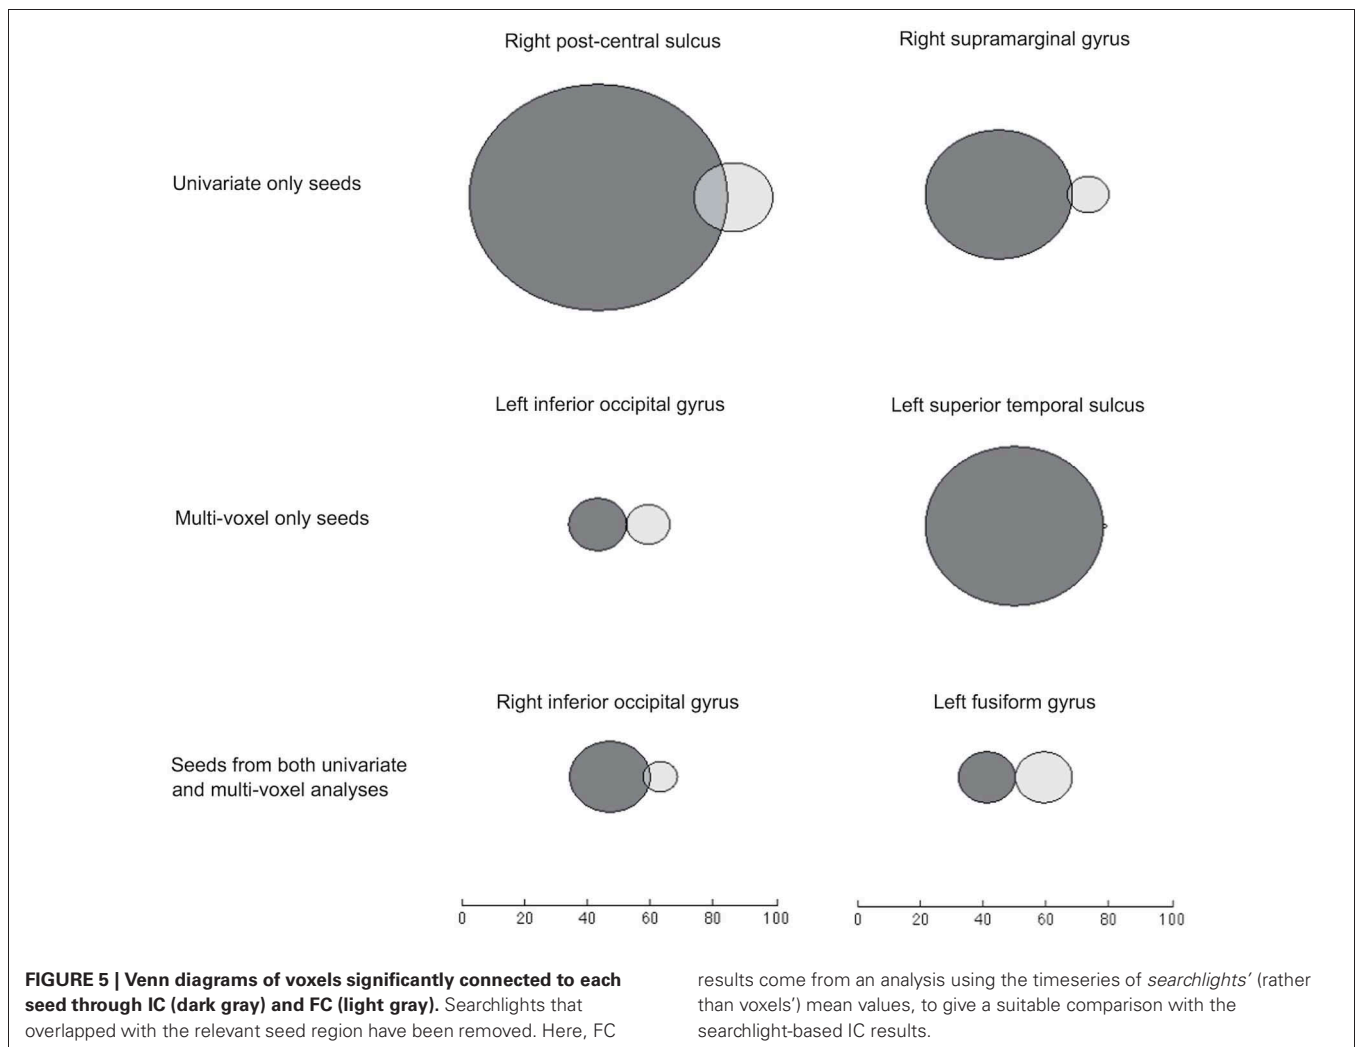 Right post-central sulcus
Right supramarginal gyrus
Univariate only seeds
Left inferior occipital gyrus
Left superior temporal sulcus
Multi-voxel only seeds
Right inferior occipital gyrus
Left fusiform gyrus
Seeds from both univariate
and multi-voxel analyses
0 20 40 60 80 100
0 20 40 60 80 100
FIGURE 5 | Venn diagrams of voxels significantly connected to each
seed through IC (dark gray) and FC (light gray). Searchlights that
overlapped with the relevant seed region have been removed. Here, FC
results come from an analysis using the timeseries of searchlights’ (rather
than voxels’) mean values, to give a suitable comparison with the
searchlight-based IC results.